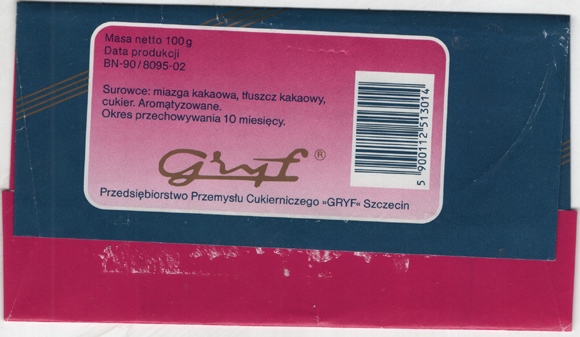 Masa netto 100g
Data produkcji
BN-90/8095-02
Surowce: miazga kakaowa, tłuszcz kakaowy,
cukier. Aromatyzowane.
Okres przechowywania 10 miesięcy.
Gryf ®
Przedsiębiorstwo Przemysłu Cukierniczego »GRYF« Szczecin
5 900112 513014